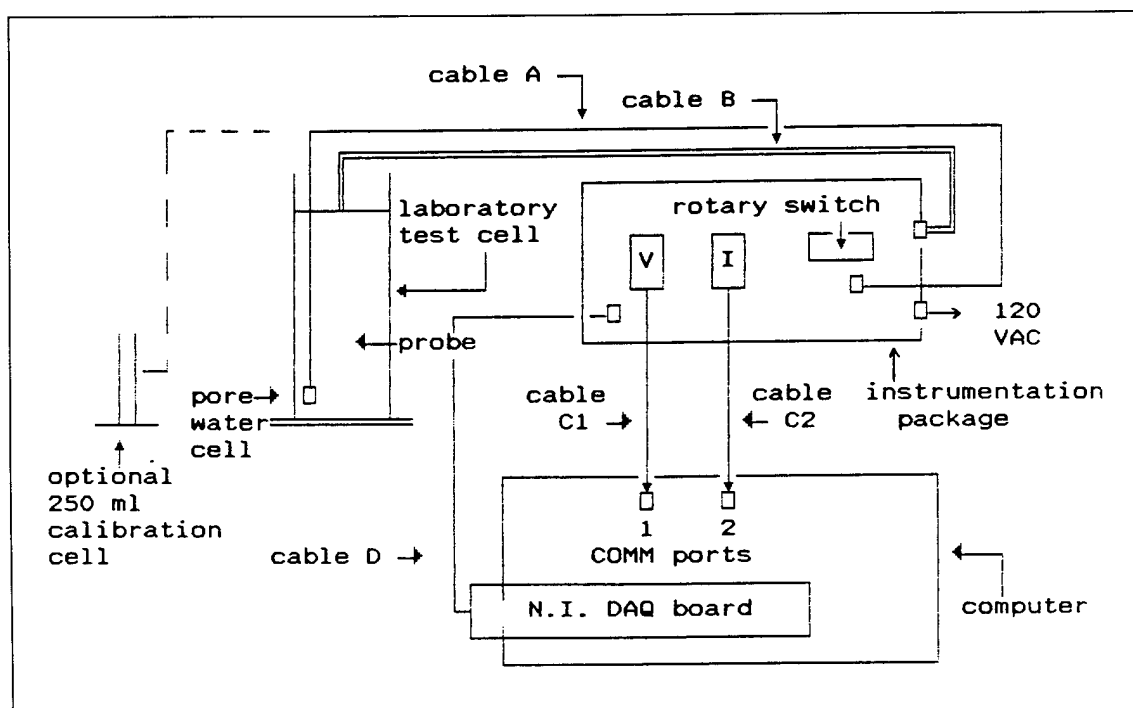 cable A
cable B
laboratory
test cell
rotary switch
V
I
120
VAC
probe
pore
water
cell
cable
C1
cable
C2
instrumentation
package
optional
250 ml
calibration
cell
1
2
COMM ports
cable D
N.I. DAQ board
computer